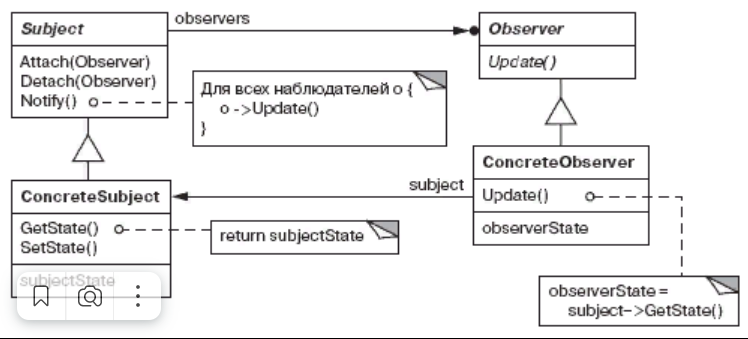 observers
Subject
Attach(Observer)
Detach(Observer)
Notify()
Для всех наблюдателей o {
o ->Update()
}
Observer
Update()
ConcreteSubject
GetState()
SetState()
subjectState
return subjectState
subject
ConcreteObserver
Update()
observerState
observerState =
subject->GetState()